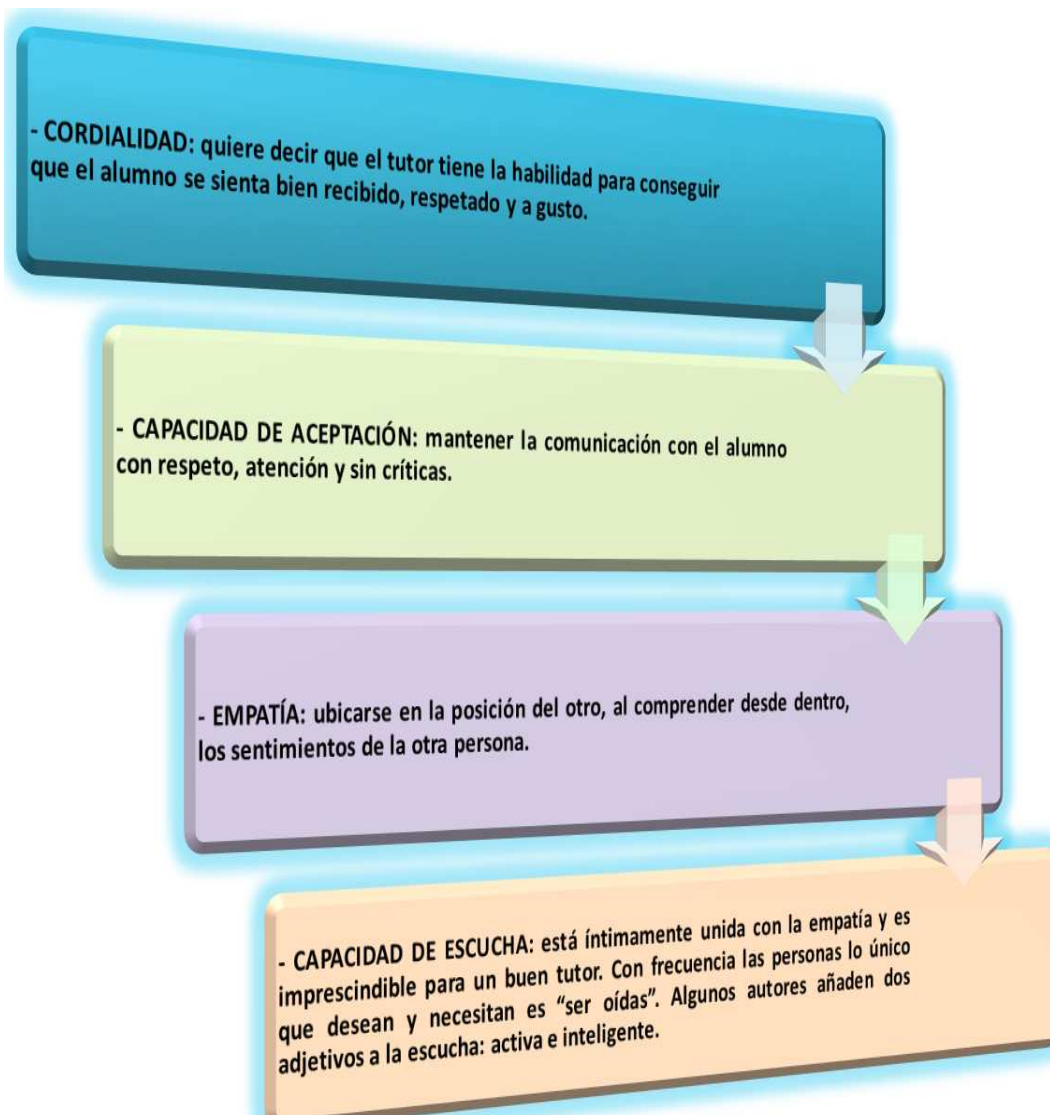 - CORDIALIDAD: quiere decir que el tutor tiene la habilidad para conseguir
que el alumno se sienta bien recibido, respetado y a gusto.
- CAPACIDAD DE ACEPTACIÓN: mantener la comunicación con el alumno
con respeto, atención y sin críticas.
- EMPATÍA: ubicarse en la posición del otro, al comprender desde dentro,
los sentimientos de la otra persona.
- CAPACIDAD DE ESCUCHA: está íntimamente unida con la empatía y es
imprescindible para un buen tutor. Con frecuencia las personas lo único
que desean y necesitan es “ser oídas”. Algunos autores añaden dos
adjetivos a la escucha: activa e inteligente.